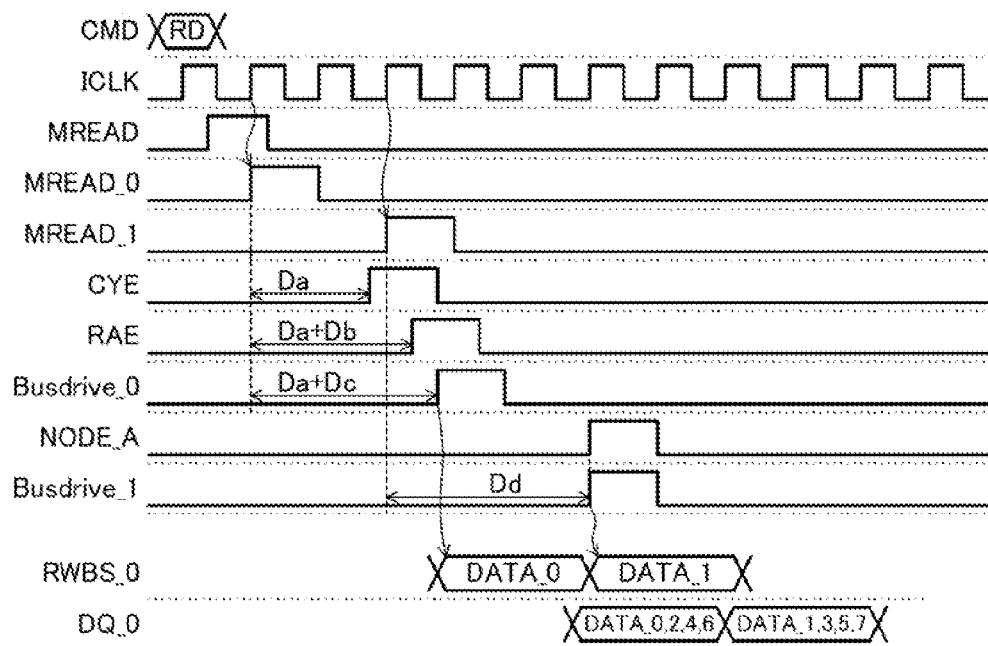 CMD RD
ICLK
MREAD
MREAD_0
MREAD_1
CYE Da
RAE Da+Db
Busdrive_0 Da+Dc
NODE_A
Busdrive_1 Dd
RWBS_0 DATA_0 DATA_1
DQ_0 DATA_0,2,4,6 DATA_1,3,5,7